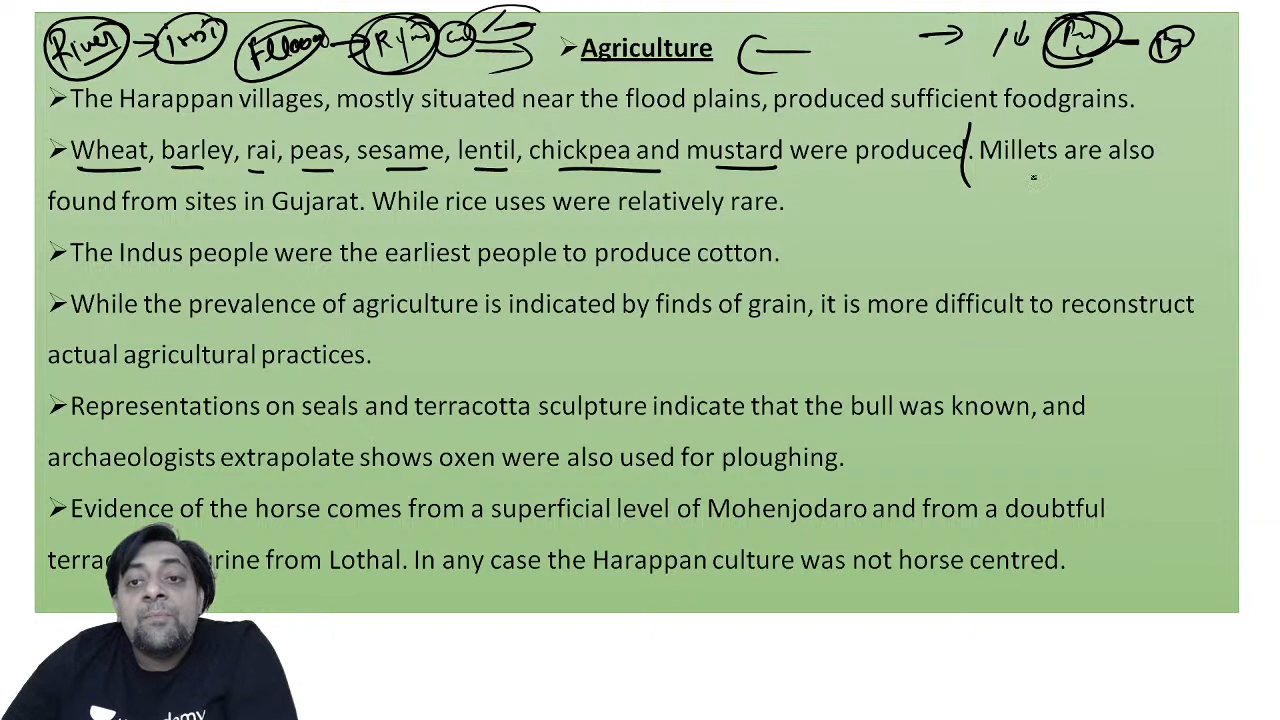 River → irri Flood →
Agriculture
➤The Harappan villages, mostly situated near the flood plains, produced sufficient foodgrains.
➤Wheat, barley, rai, peas, sesame, lentil, chickpea and mustard were produced. Millets are also
found from sites in Gujarat. While rice uses were relatively rare.
➤The Indus people were the earliest people to produce cotton.
➤While the prevalence of agriculture is indicated by finds of grain, it is more difficult to reconstruct
actual agricultural practices.
➤Representations on seals and terracotta sculpture indicate that the bull was known, and
archaeologists extrapolate shows oxen were also used for ploughing.
➤Evidence of the horse comes from a superficial level of Mohenjodaro and from a doubtful
from Lothal. In any case the Harappan culture was not horse centred.